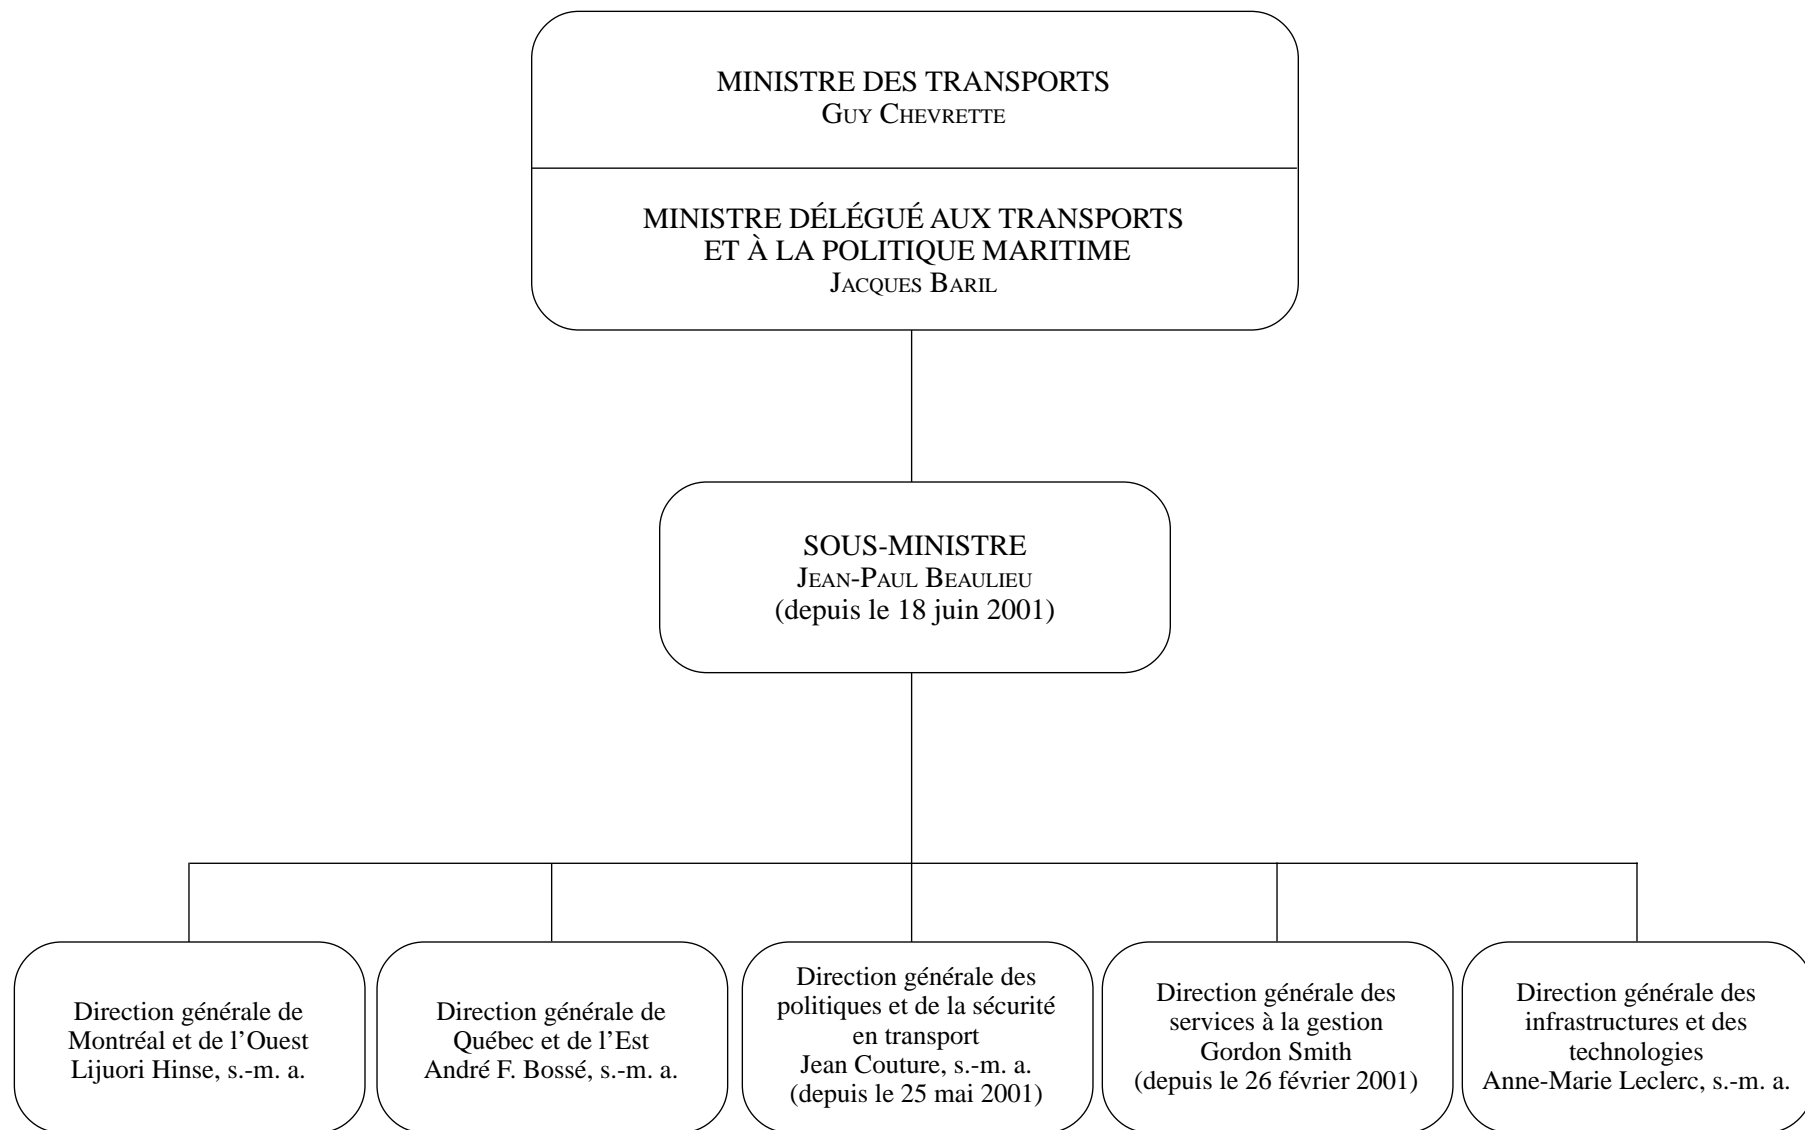 MINISTRE DES TRANSPORTS
GUY CHEVRETTE
MINISTRE DÉLÉGUÉ AUX TRANSPORTS
ET À LA POLITIQUE MARITIME
JACQUES BARIL
SOUS-MINISTRE
JEAN-PAUL BEAULIEU
(depuis le 18 juin 2001)
Direction générale de
Montréal et de l’Ouest
Lijuori Hinse, s.-m. a.
Direction générale de
Québec et de l’Est
André F. Bossé, s.-m. a.
Direction générale des
politiques et de la sécurité
en transport
Jean Couture, s.-m. a.
(depuis le 25 mai 2001)
Direction générale des
services à la gestion
Gordon Smith
(depuis le 26 février 2001)
Direction générale des
infrastructures et des
technologies
Anne-Marie Leclerc, s.-m. a.